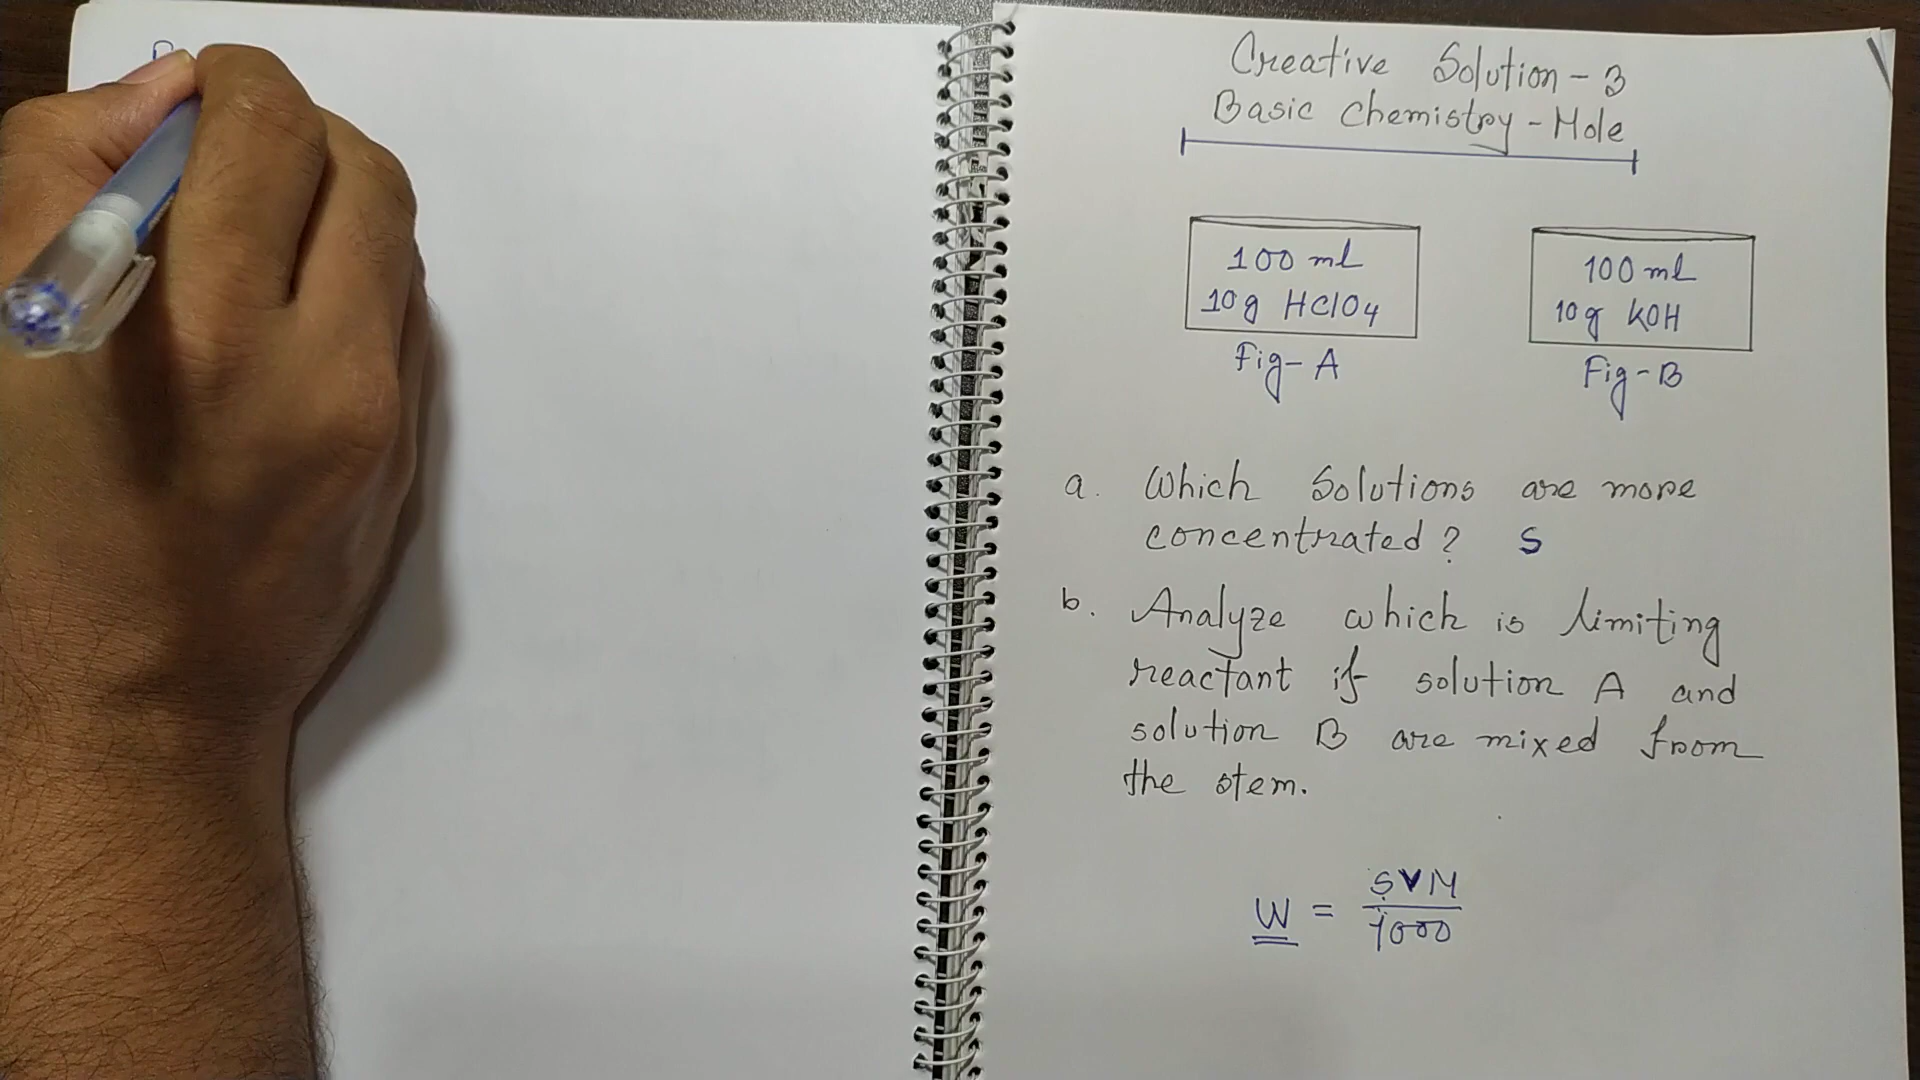 Creative Solution - 3
Basic Chemistry - Mole
100 ml
10g HClO4
Fig- A
100 ml
10g KOH
Fig- B
a. Which Solutions are more
concentrated? S
b. Analyze which is limiting
reactant if solution A and
solution B are mixed from
the stem.
W = SVM
1000